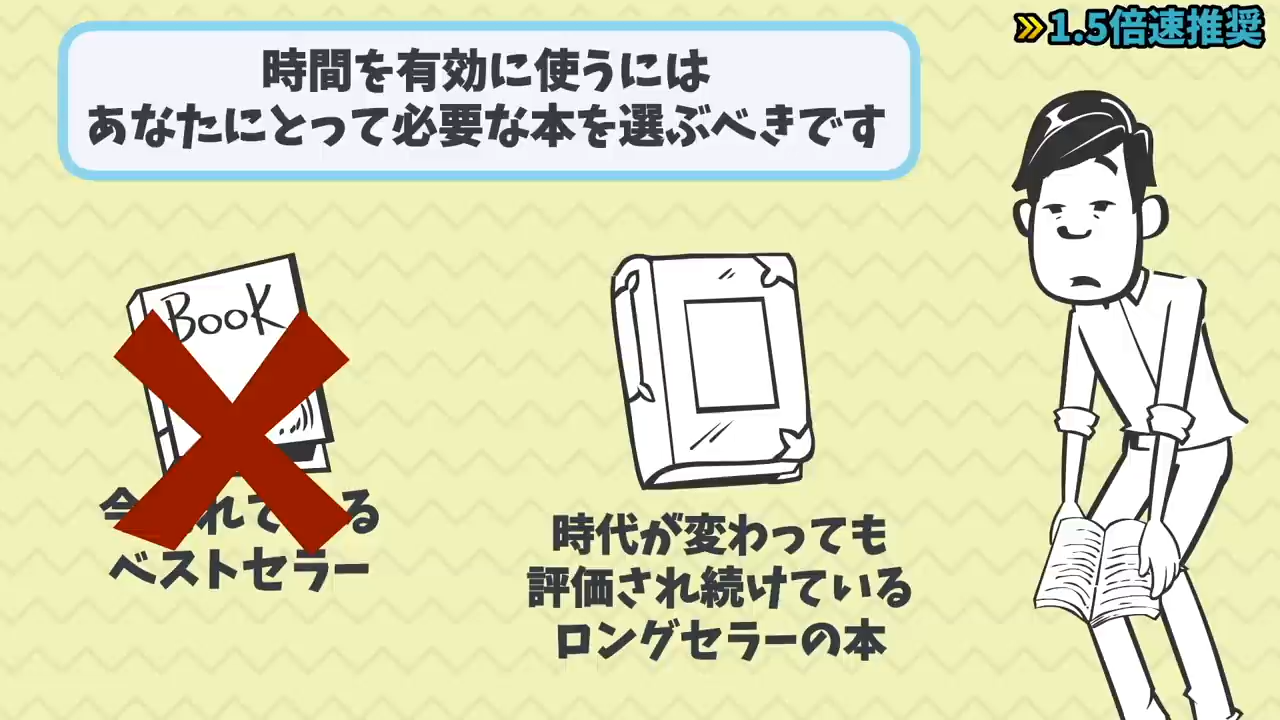 1.5倍速推奨
時間を有効に使うには
あなたにとって必要な本を選ぶべきです
BOOK
ベストセラー
時代が変わっても
評価され続けている
ロングセラーの本